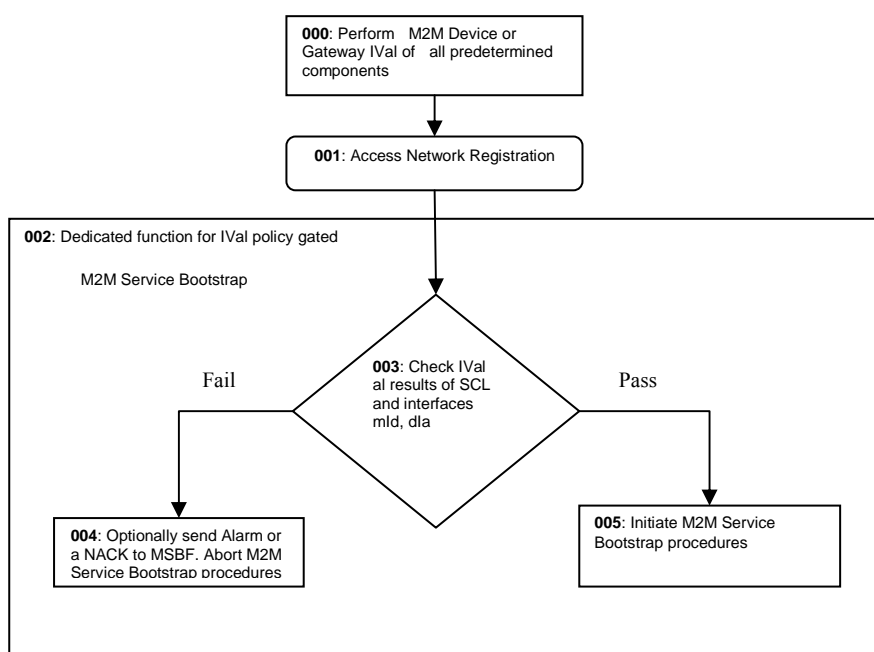 000: Perform M2M Device or
Gateway IVal of all predetermined
components
001: Access Network Registration
002: Dedicated function for IVal policy gated
M2M Service Bootstrap
003: Check IVal
al results of SCL
and interfaces
mId, dIa
Fail
Pass
004: Optionally send Alarm or
a NACK to MSBF. Abort M2M
Service Bootstrap procedures
005: Initiate M2M Service
Bootstrap procedures